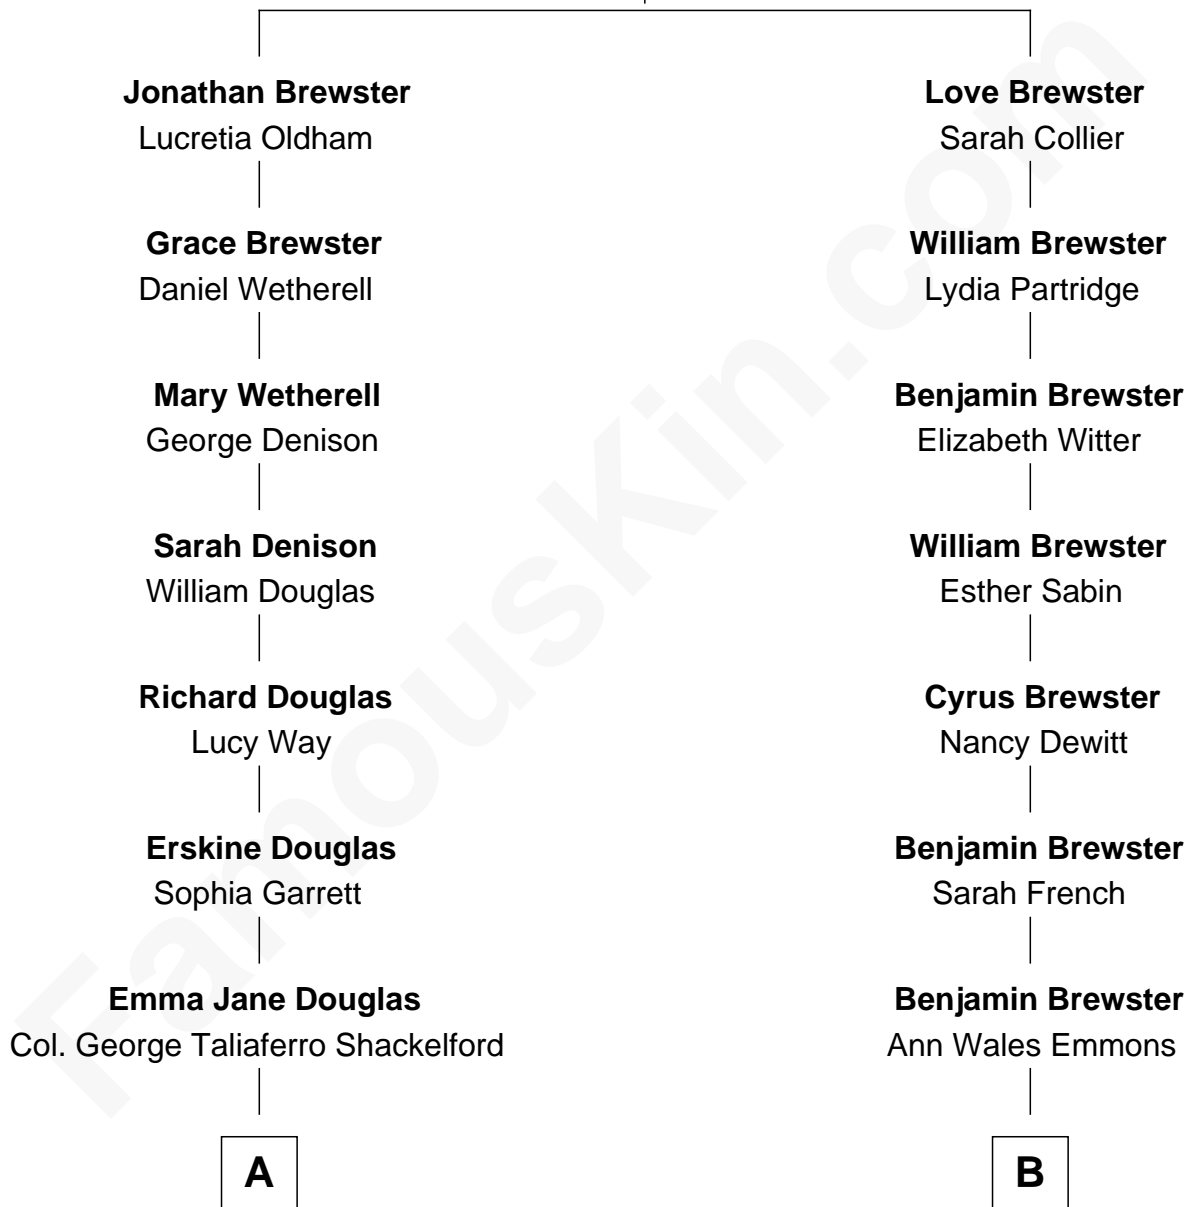 Jonathan Brewster
Lucretia Oldham
Grace Brewster
Daniel Wetherell
Mary Wetherell
George Denison
Sarah Denison
William Douglas
Richard Douglas
Lucy Way
Erskine Douglas
Sophia Garrett
Emma Jane Douglas
Col. George Taliaferro Shackelford
A
Love Brewster
Sarah Collier
William Brewster
Lydia Partridge
Benjamin Brewster
Elizabeth Witter
William Brewster
Esther Sabin
Cyrus Brewster
Nancy Dewitt
Benjamin Brewster
Sarah French
Benjamin Brewster
Ann Wales Emmons
B
FamousKin.com